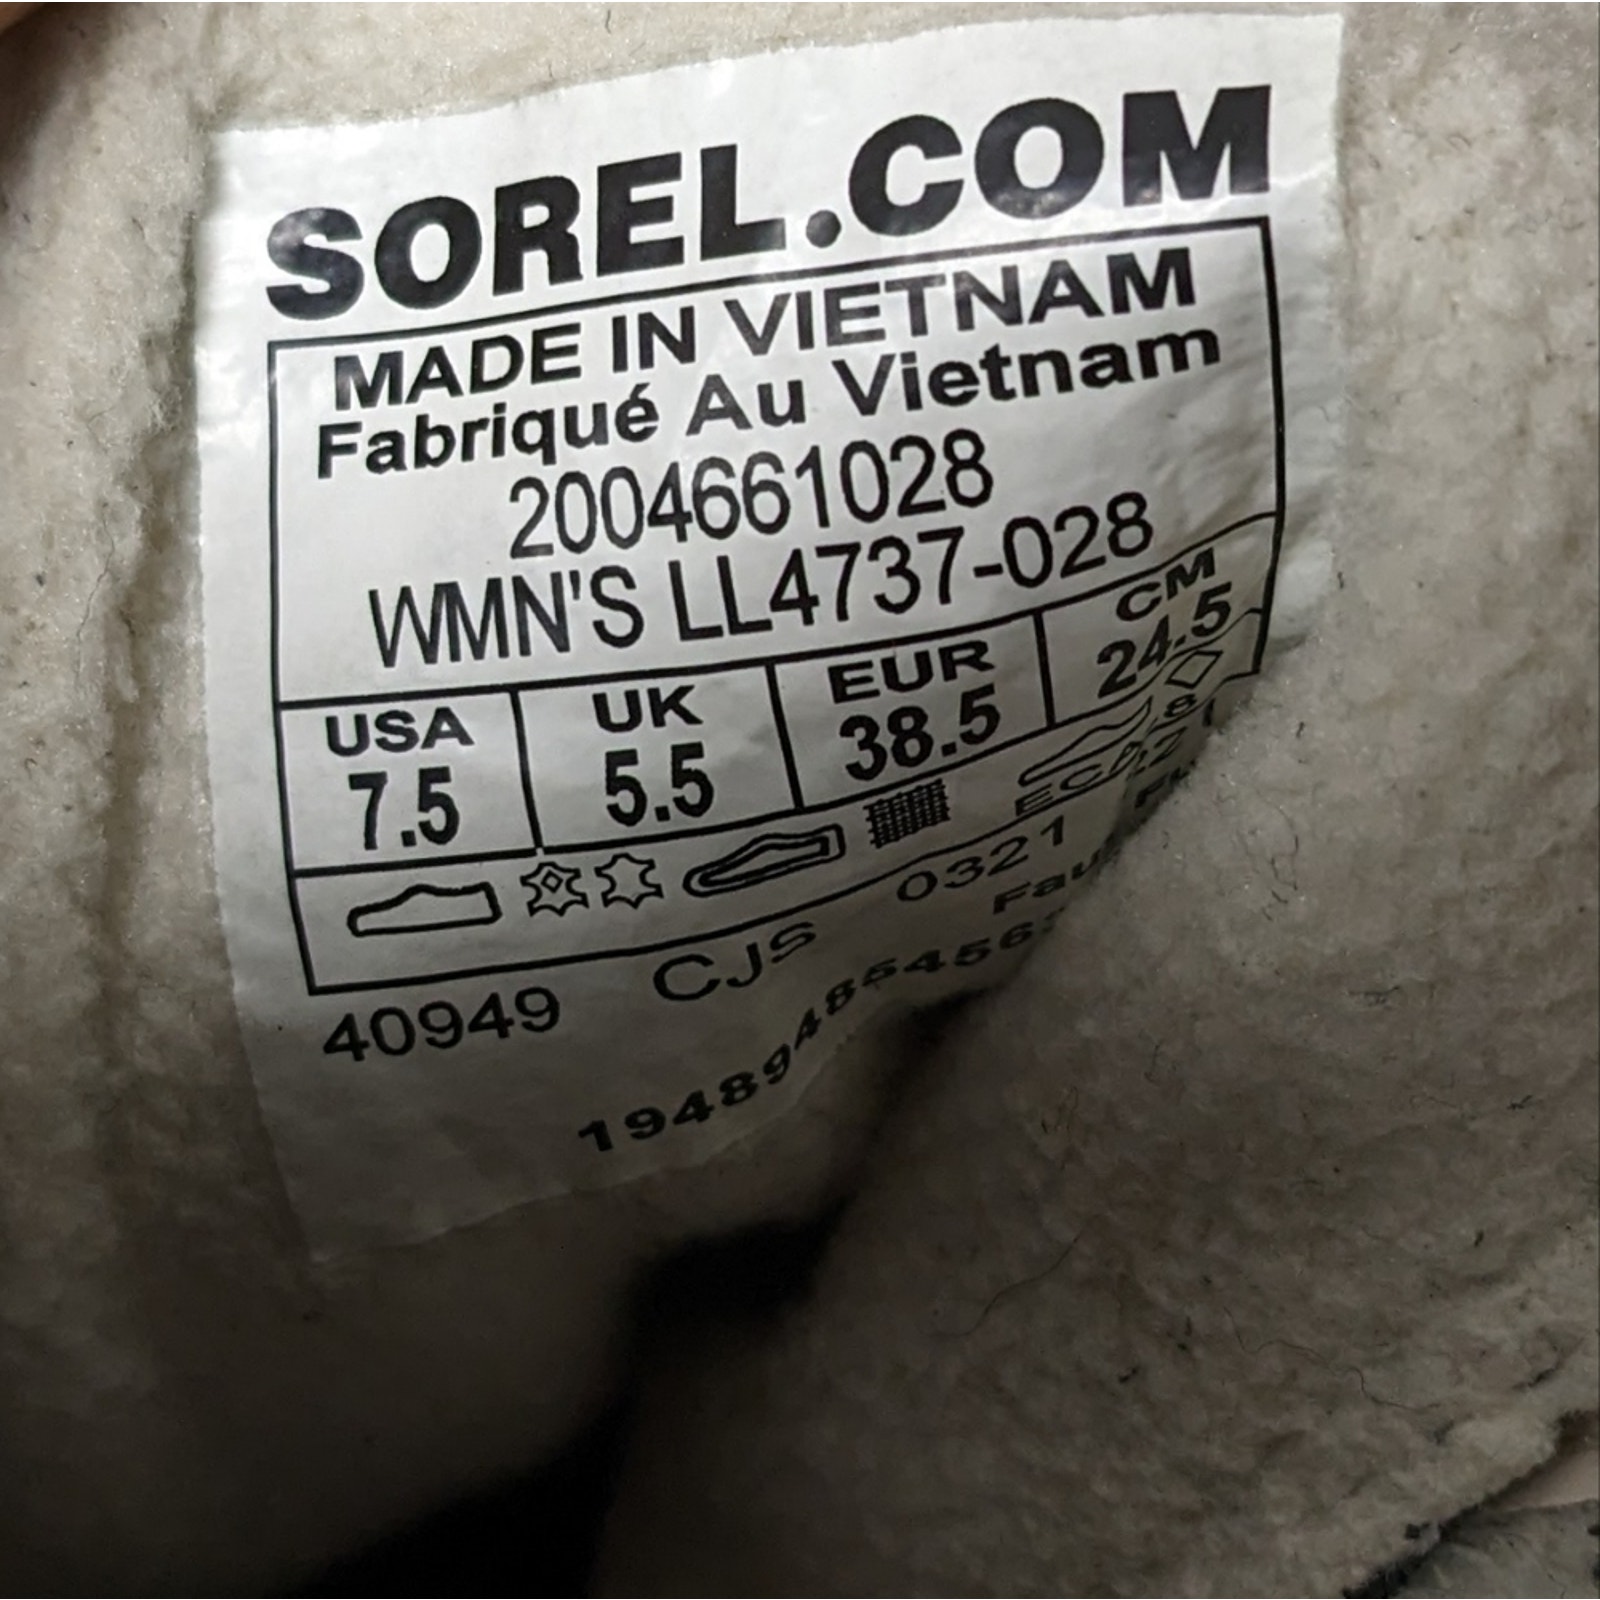 SOREL.COM
MADE IN VIETNAM
Fabriqué Au Vietnam
2004661028
WMN'S LL4737-028
USA UK EUR CM
7.5 5.5 38.5 24.5
40949 CJS 0321